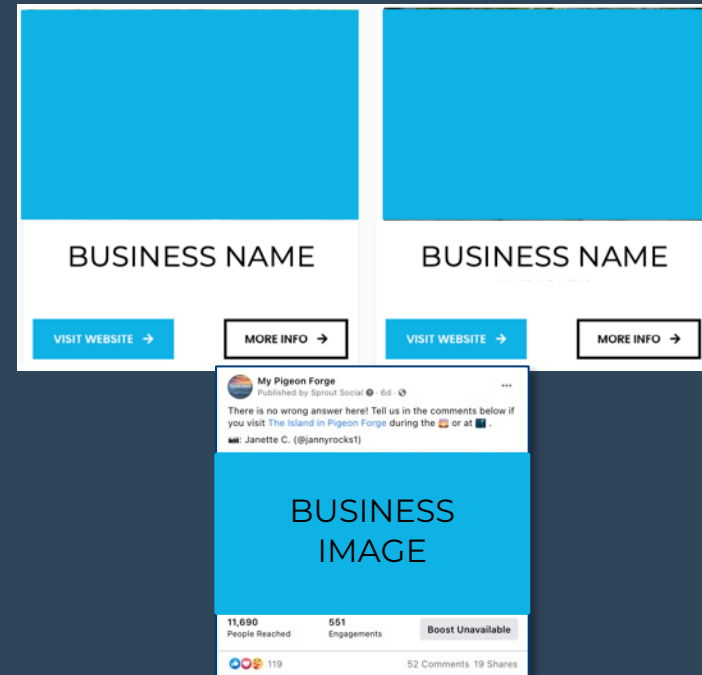 BUSINESS NAME
BUSINESS NAME
VISIT WEBSITE →
MORE INFO →
VISIT WEBSITE →
MORE INFO →
My Pigeon Forge
Published by Sprout Social · 6d ·
There is no wrong answer here! Tell us in the comments below if
you visit The Island in Pigeon Forge during the 🌅 or at 🌃 .
📷: Janette C. (@jannyrocks1)
BUSINESS
IMAGE
11,690
People Reached
551
Engagements
Boost Unavailable
119
52 Comments 19 Shares